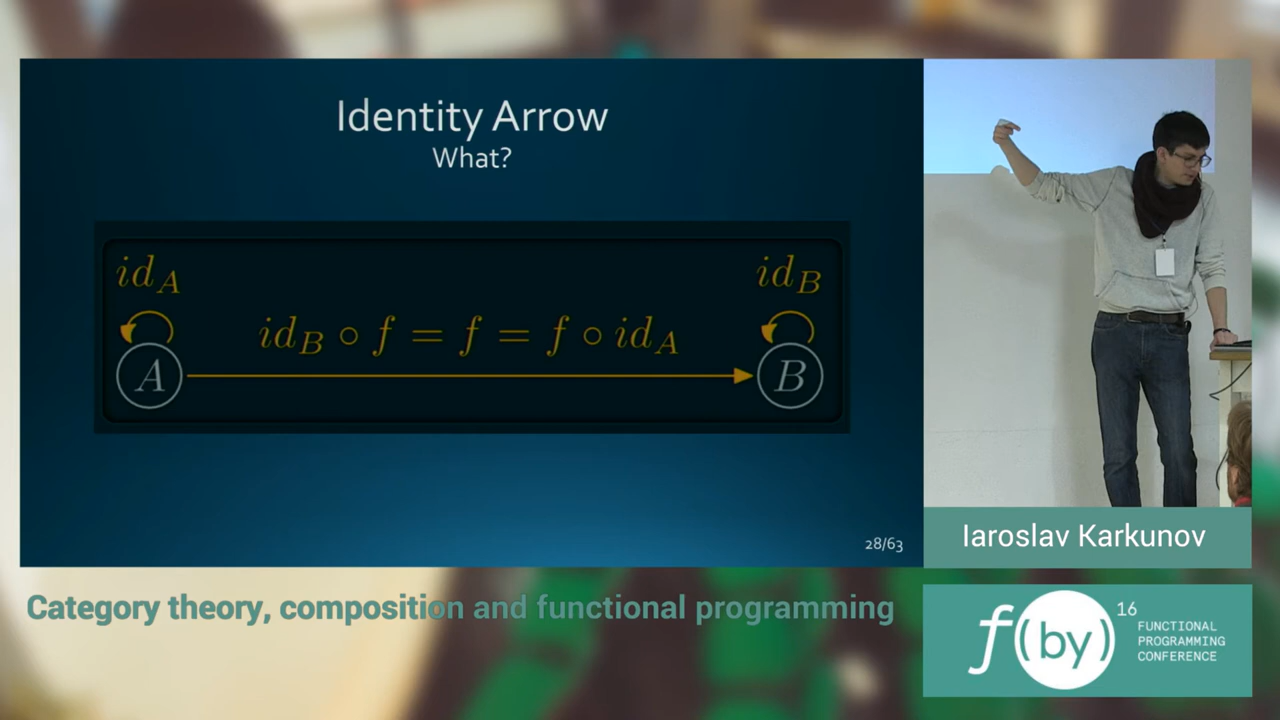 Identity Arrow
What?
id_A
id_B
id_B ∘ f = f = f ∘ id_A
A
B
28/63
Iaroslav Karkunov
Category theory, composition and functional programming
f(by)
16
FUNCTIONAL
PROGRAMMING
CONFERENCE